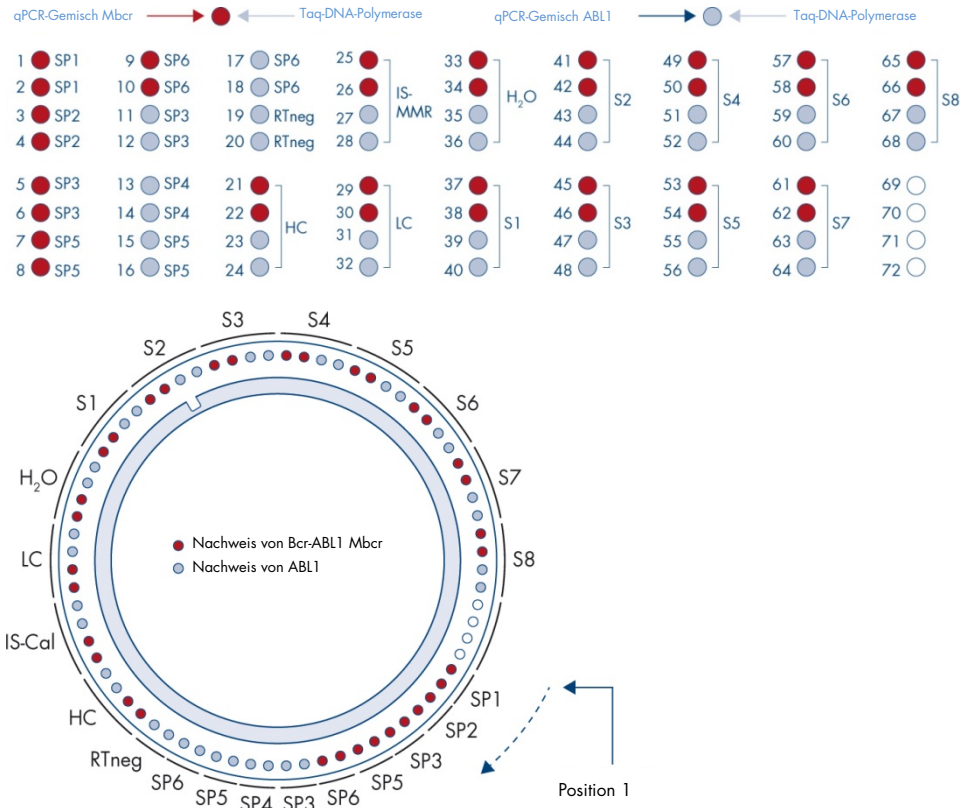 qPCR-Gemisch Mbcr Taq-DNA-Polymerase qPCR-Gemisch ABL1 Taq-DNA-Polymerase
1 SP1 9 SP6 17 SP6 25 33 41 49 57 65
2 SP1 10 SP6 18 SP6 26 34 42 50 58 66
IS-MMR H₂O S2 S4 S6 S8
3 SP2 11 SP3 19 RTneg 27 35 43 51 59 67
4 SP2 12 SP3 20 RTneg 28 36 44 52 60 68
5 SP3 13 SP4 21 29 37 45 53 61 69
6 SP3 14 SP4 22 30 38 46 54 62 70
HC LC S1 S3 S5 S7
7 SP5 15 SP5 23 31 39 47 55 63 71
8 SP5 16 SP5 24 32 40 48 56 64 72
S3 S4
S2 S5
S1 S6
H₂O S7
Nachweis von Bcr-ABL1 Mbcr
LC S8
Nachweis von ABL1
IS-Cal
HC SP1
SP2
RTneg SP3
SP6 SP5
SP5 SP4 SP3 SP6
Position 1